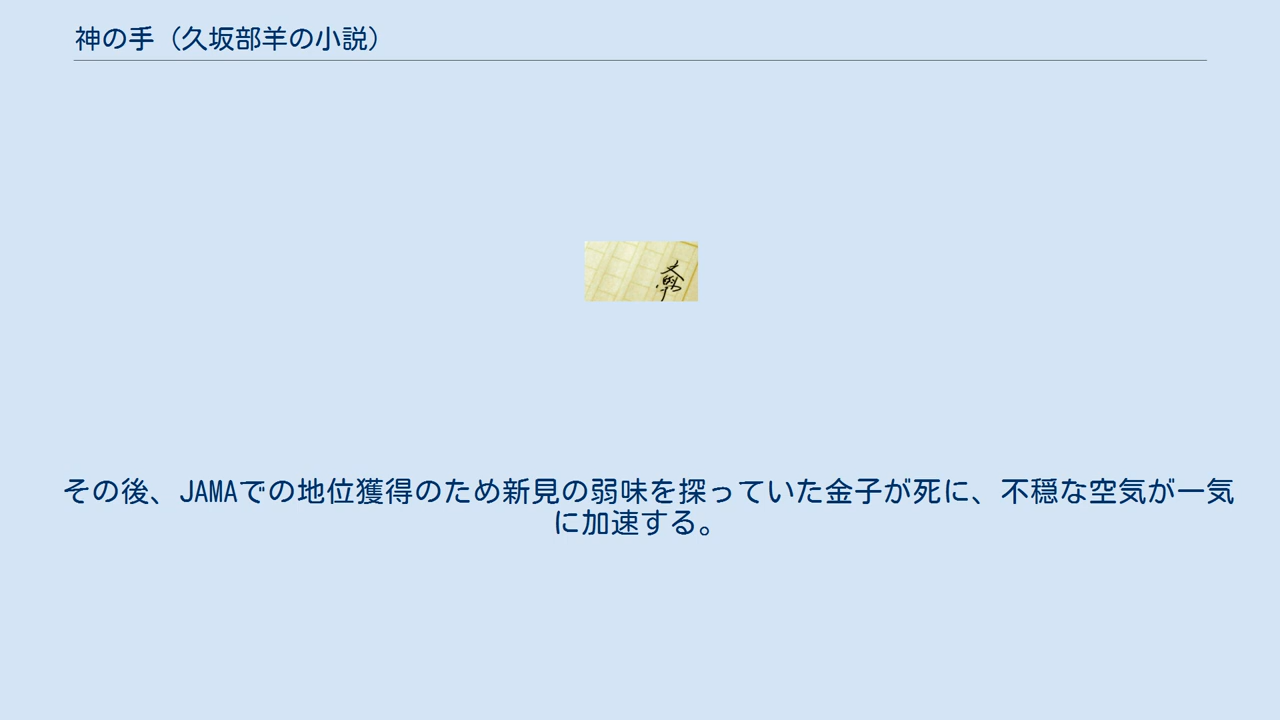 神の手（久坂部羊の小説）
その後、JAMAでの地位獲得のため新見の弱味を探っていた金子が死に、不穏な空気が一気
に加速する。